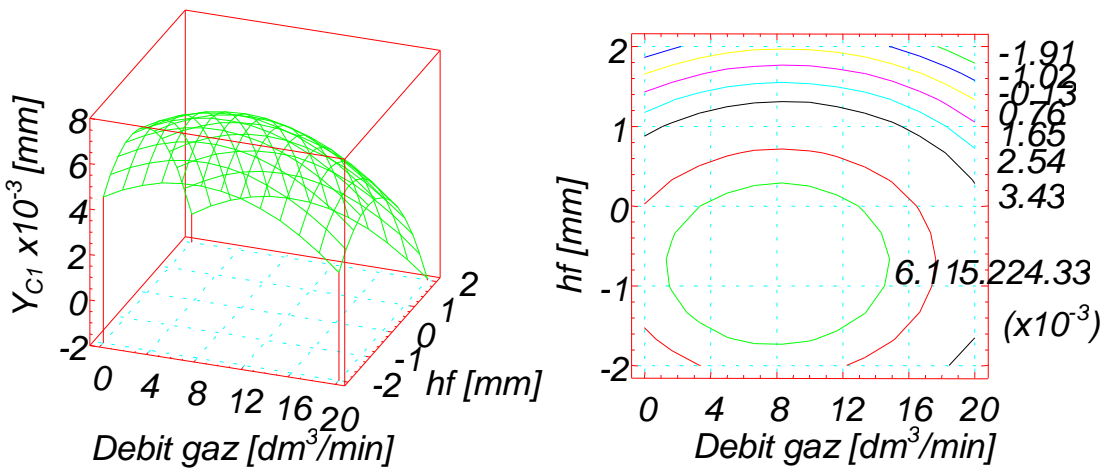 Y_C1 x10^-3 [mm]
8
6
4
2
0
-2
0 4 8 12 16 20
Debit gaz [dm^3/min]
-2 -1 0 1 2
hf [mm]
hf [mm]
2
1
0
-1
-2
0 4 8 12 16 20
Debit gaz [dm^3/min]
-1.91
-1.02
-0.13
0.76
1.65
2.54
3.43
6.115.224.33
(x10^-3)